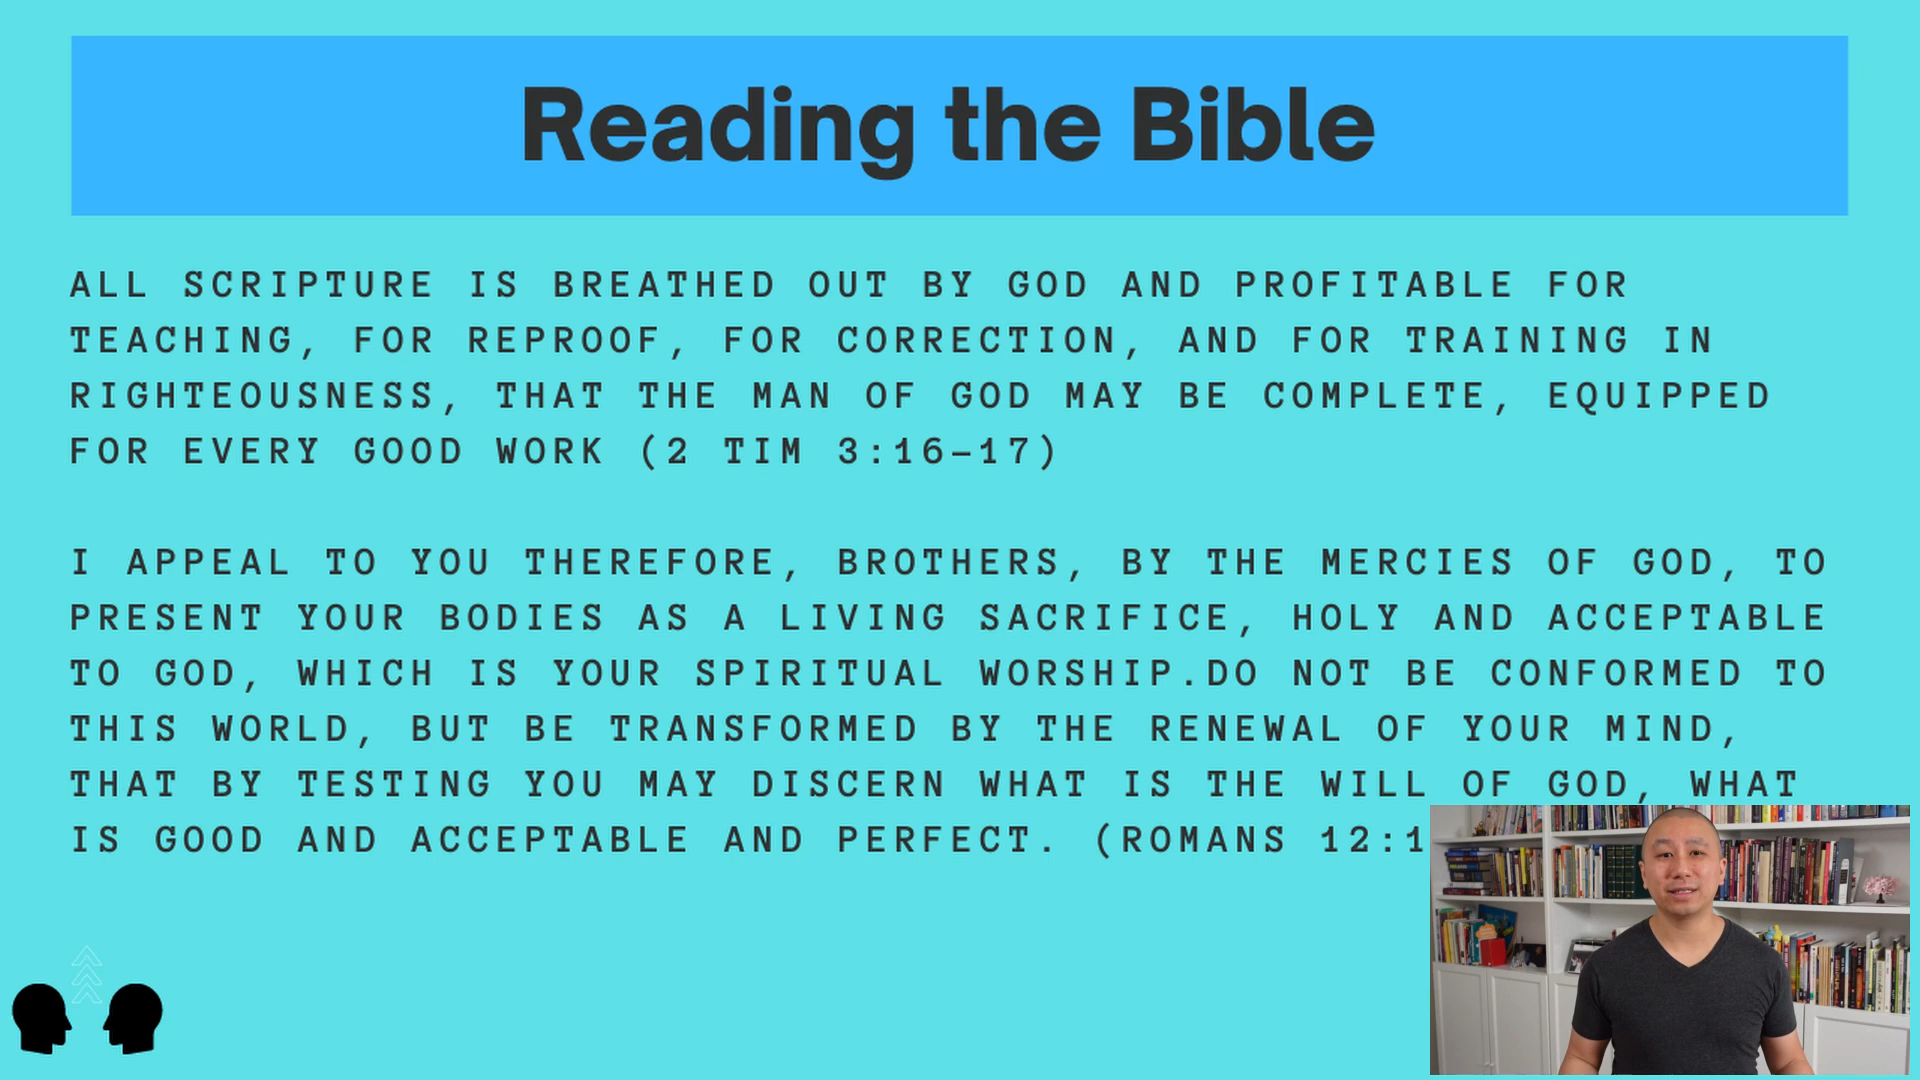 Reading the Bible
ALL SCRIPTURE IS BREATHED OUT BY GOD AND PROFITABLE FOR
TEACHING, FOR REPROOF, FOR CORRECTION, AND FOR TRAINING IN
RIGHTEOUSNESS, THAT THE MAN OF GOD MAY BE COMPLETE, EQUIPPED
FOR EVERY GOOD WORK (2 TIM 3:16–17)
I APPEAL TO YOU THEREFORE, BROTHERS, BY THE MERCIES OF GOD, TO
PRESENT YOUR BODIES AS A LIVING SACRIFICE, HOLY AND ACCEPTABLE
TO GOD, WHICH IS YOUR SPIRITUAL WORSHIP.DO NOT BE CONFORMED TO
THIS WORLD, BUT BE TRANSFORMED BY THE RENEWAL OF YOUR MIND,
THAT BY TESTING YOU MAY DISCERN WHAT IS THE WILL OF GOD, WHAT
IS GOOD AND ACCEPTABLE AND PERFECT. (ROMANS 12:1